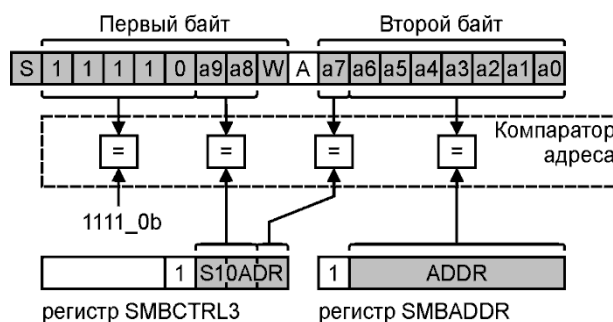 Первый байт Второй байт
S 1 1 1 1 0 a9 a8 W A a7 a6 a5 a4 a3 a2 a1 a0
Компаратор
адреса
= = = =
1111_0b
1 S10ADR 1 ADDR
регистр SMBCTRL3 регистр SMBADDR